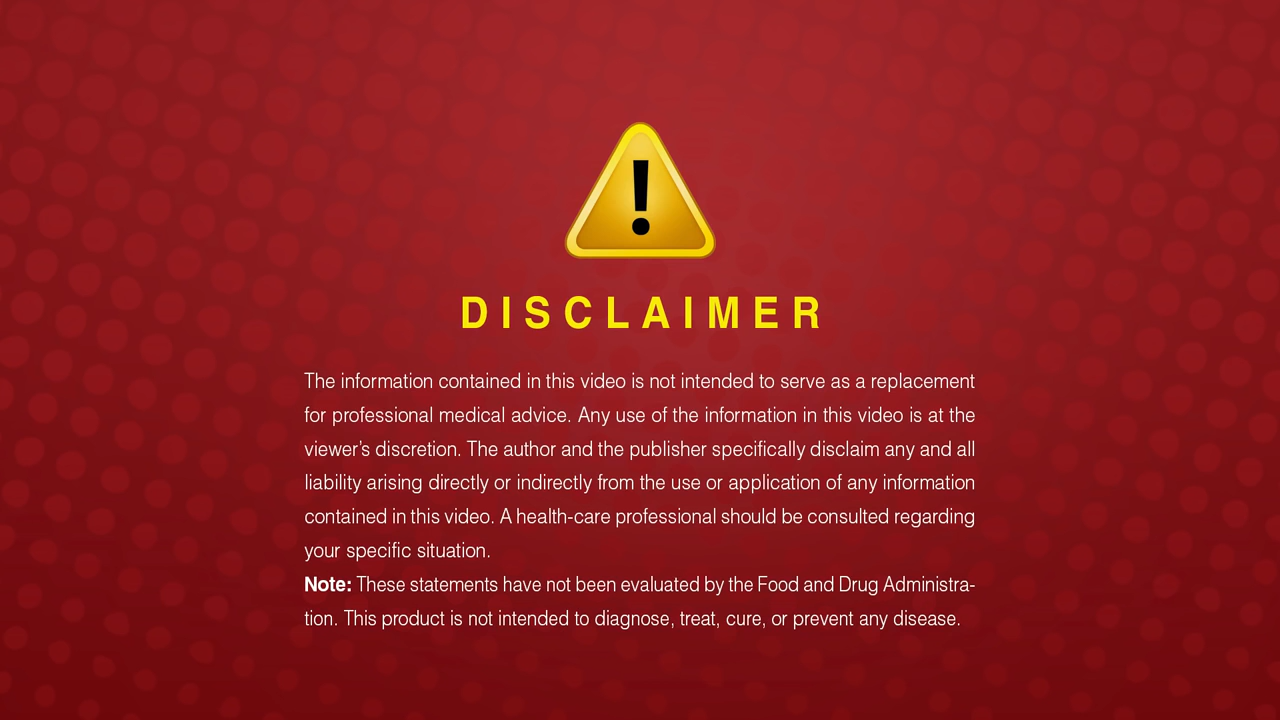 !
DISCLAIMER
The information contained in this video is not intended to serve as a replacement
for professional medical advice. Any use of the information in this video is at the
viewer's discretion. The author and the publisher specifically disclaim any and all
liability arising directly or indirectly from the use or application of any information
contained in this video. A health-care professional should be consulted regarding
your specific situation.
Note: These statements have not been evaluated by the Food and Drug Administra-
tion. This product is not intended to diagnose, treat, cure, or prevent any disease.